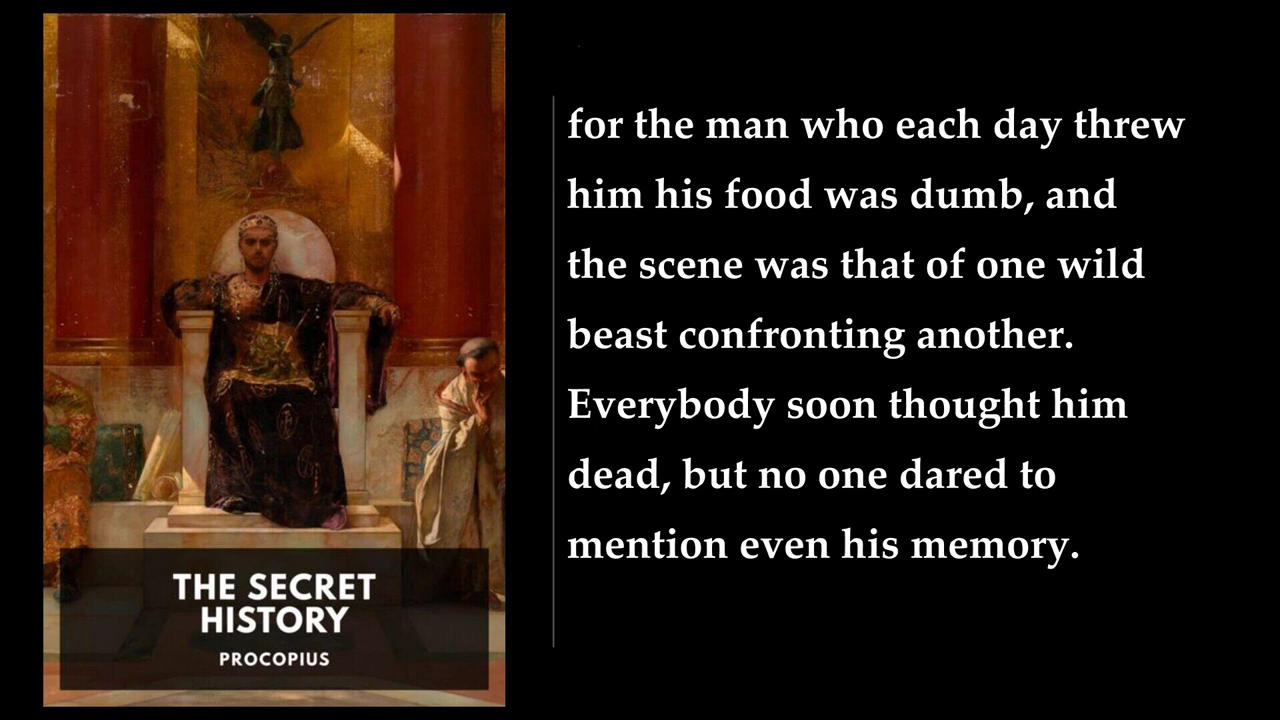 THE SECRET
HISTORY
PROCOPIUS
for the man who each day threw
him his food was dumb, and
the scene was that of one wild
beast confronting another.
Everybody soon thought him
dead, but no one dared to
mention even his memory.